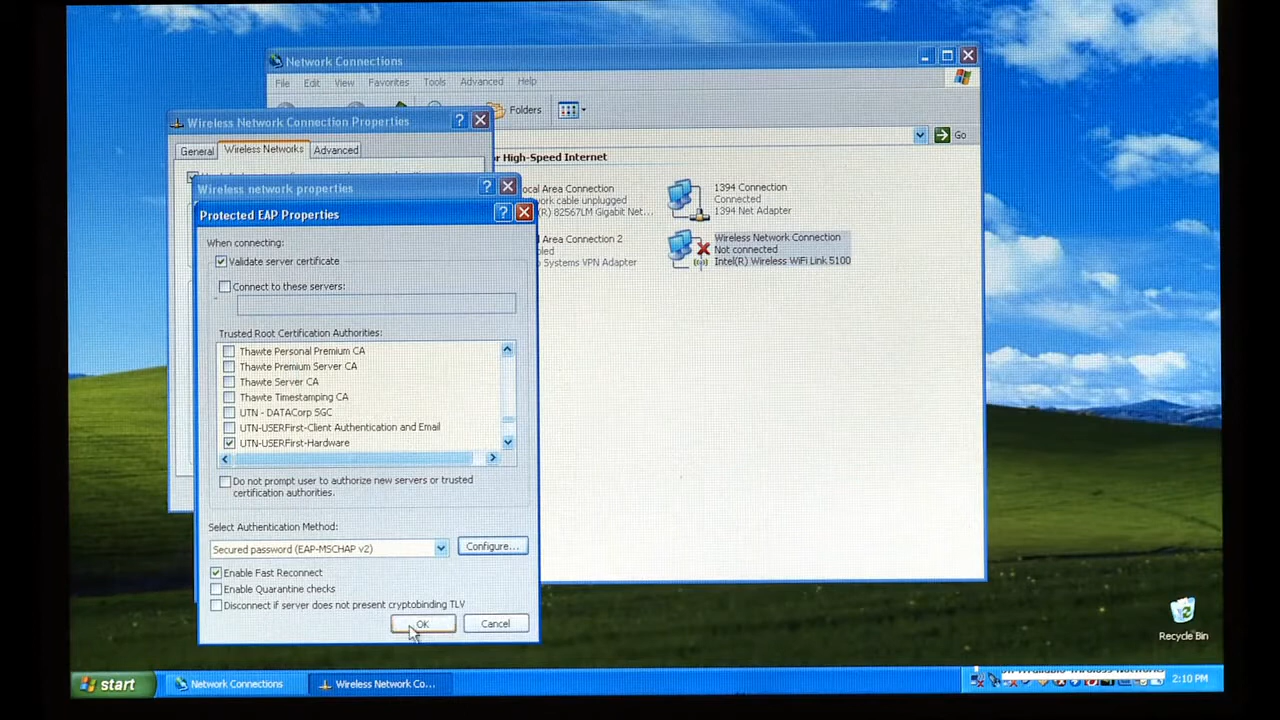 Network Connections
File Edit View Favorites Tools Advanced Help
Folders
Go
Wireless Network Connection Properties
General Wireless Networks Advanced
Wireless network properties
Protected EAP Properties
When connecting:
Validate server certificate
Connect to these servers:
Trusted Root Certification Authorities:
Thawte Personal Premium CA
Thawte Premium Server CA
Thawte Server CA
Thawte Timestamping CA
UTN - DATACorp SGC
UTN-USERFirst-Client Authentication and Email
UTN-USERFirst-Hardware
Do not prompt user to authorize new servers or trusted
certification authorities.
Select Authentication Method:
Secured password (EAP-MSCHAP v2)
Configure...
Enable Fast Reconnect
Enable Quarantine checks
Disconnect if server does not present cryptobinding TLV
OK Cancel
or High-Speed Internet
ocal Area Connection
network cable unplugged
(R) 82567LM Gigabit Net...
ea Connection 2
Systems VPN Adapter
1394 Connection
Connected
1394 Net Adapter
Wireless Network Connection
Not connected
Intel(R) Wireless WiFi Link 5100
Recycle Bin
start
Network Connections
Wireless Network Co...
2:10 PM